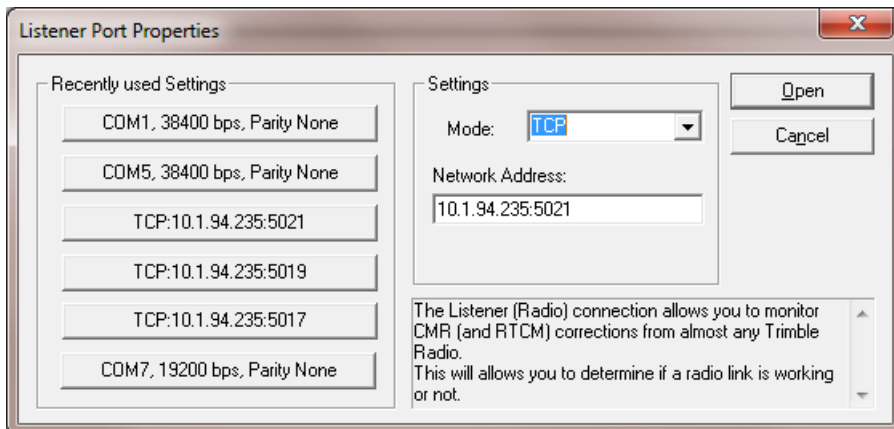 Listener Port Properties
Recently used Settings
COM1, 38400 bps, Parity None
COM5, 38400 bps, Parity None
TCP:10.1.94.235:5021
TCP:10.1.94.235:5019
TCP:10.1.94.235:5017
COM7, 19200 bps, Parity None
Settings
Mode: TCP
Network Address:
10.1.94.235:5021
Open
Cancel
The Listener (Radio) connection allows you to monitor
CMR (and RTCM) corrections from almost any Trimble
Radio.
This will allows you to determine if a radio link is working
or not.